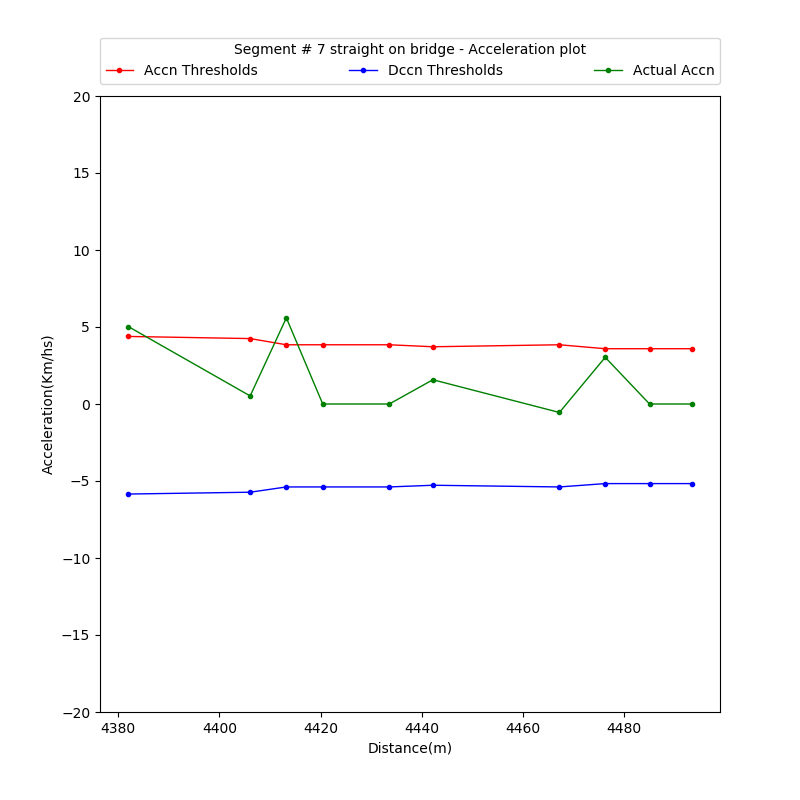 Segment # 7 straight on bridge - Acceleration plot
Accn Thresholds Dccn Thresholds Actual Accn
20
15
10
5
0
−5
−10
−15
−20
Acceleration(Km/hs)
4380 4400 4420 4440 4460 4480
Distance(m)